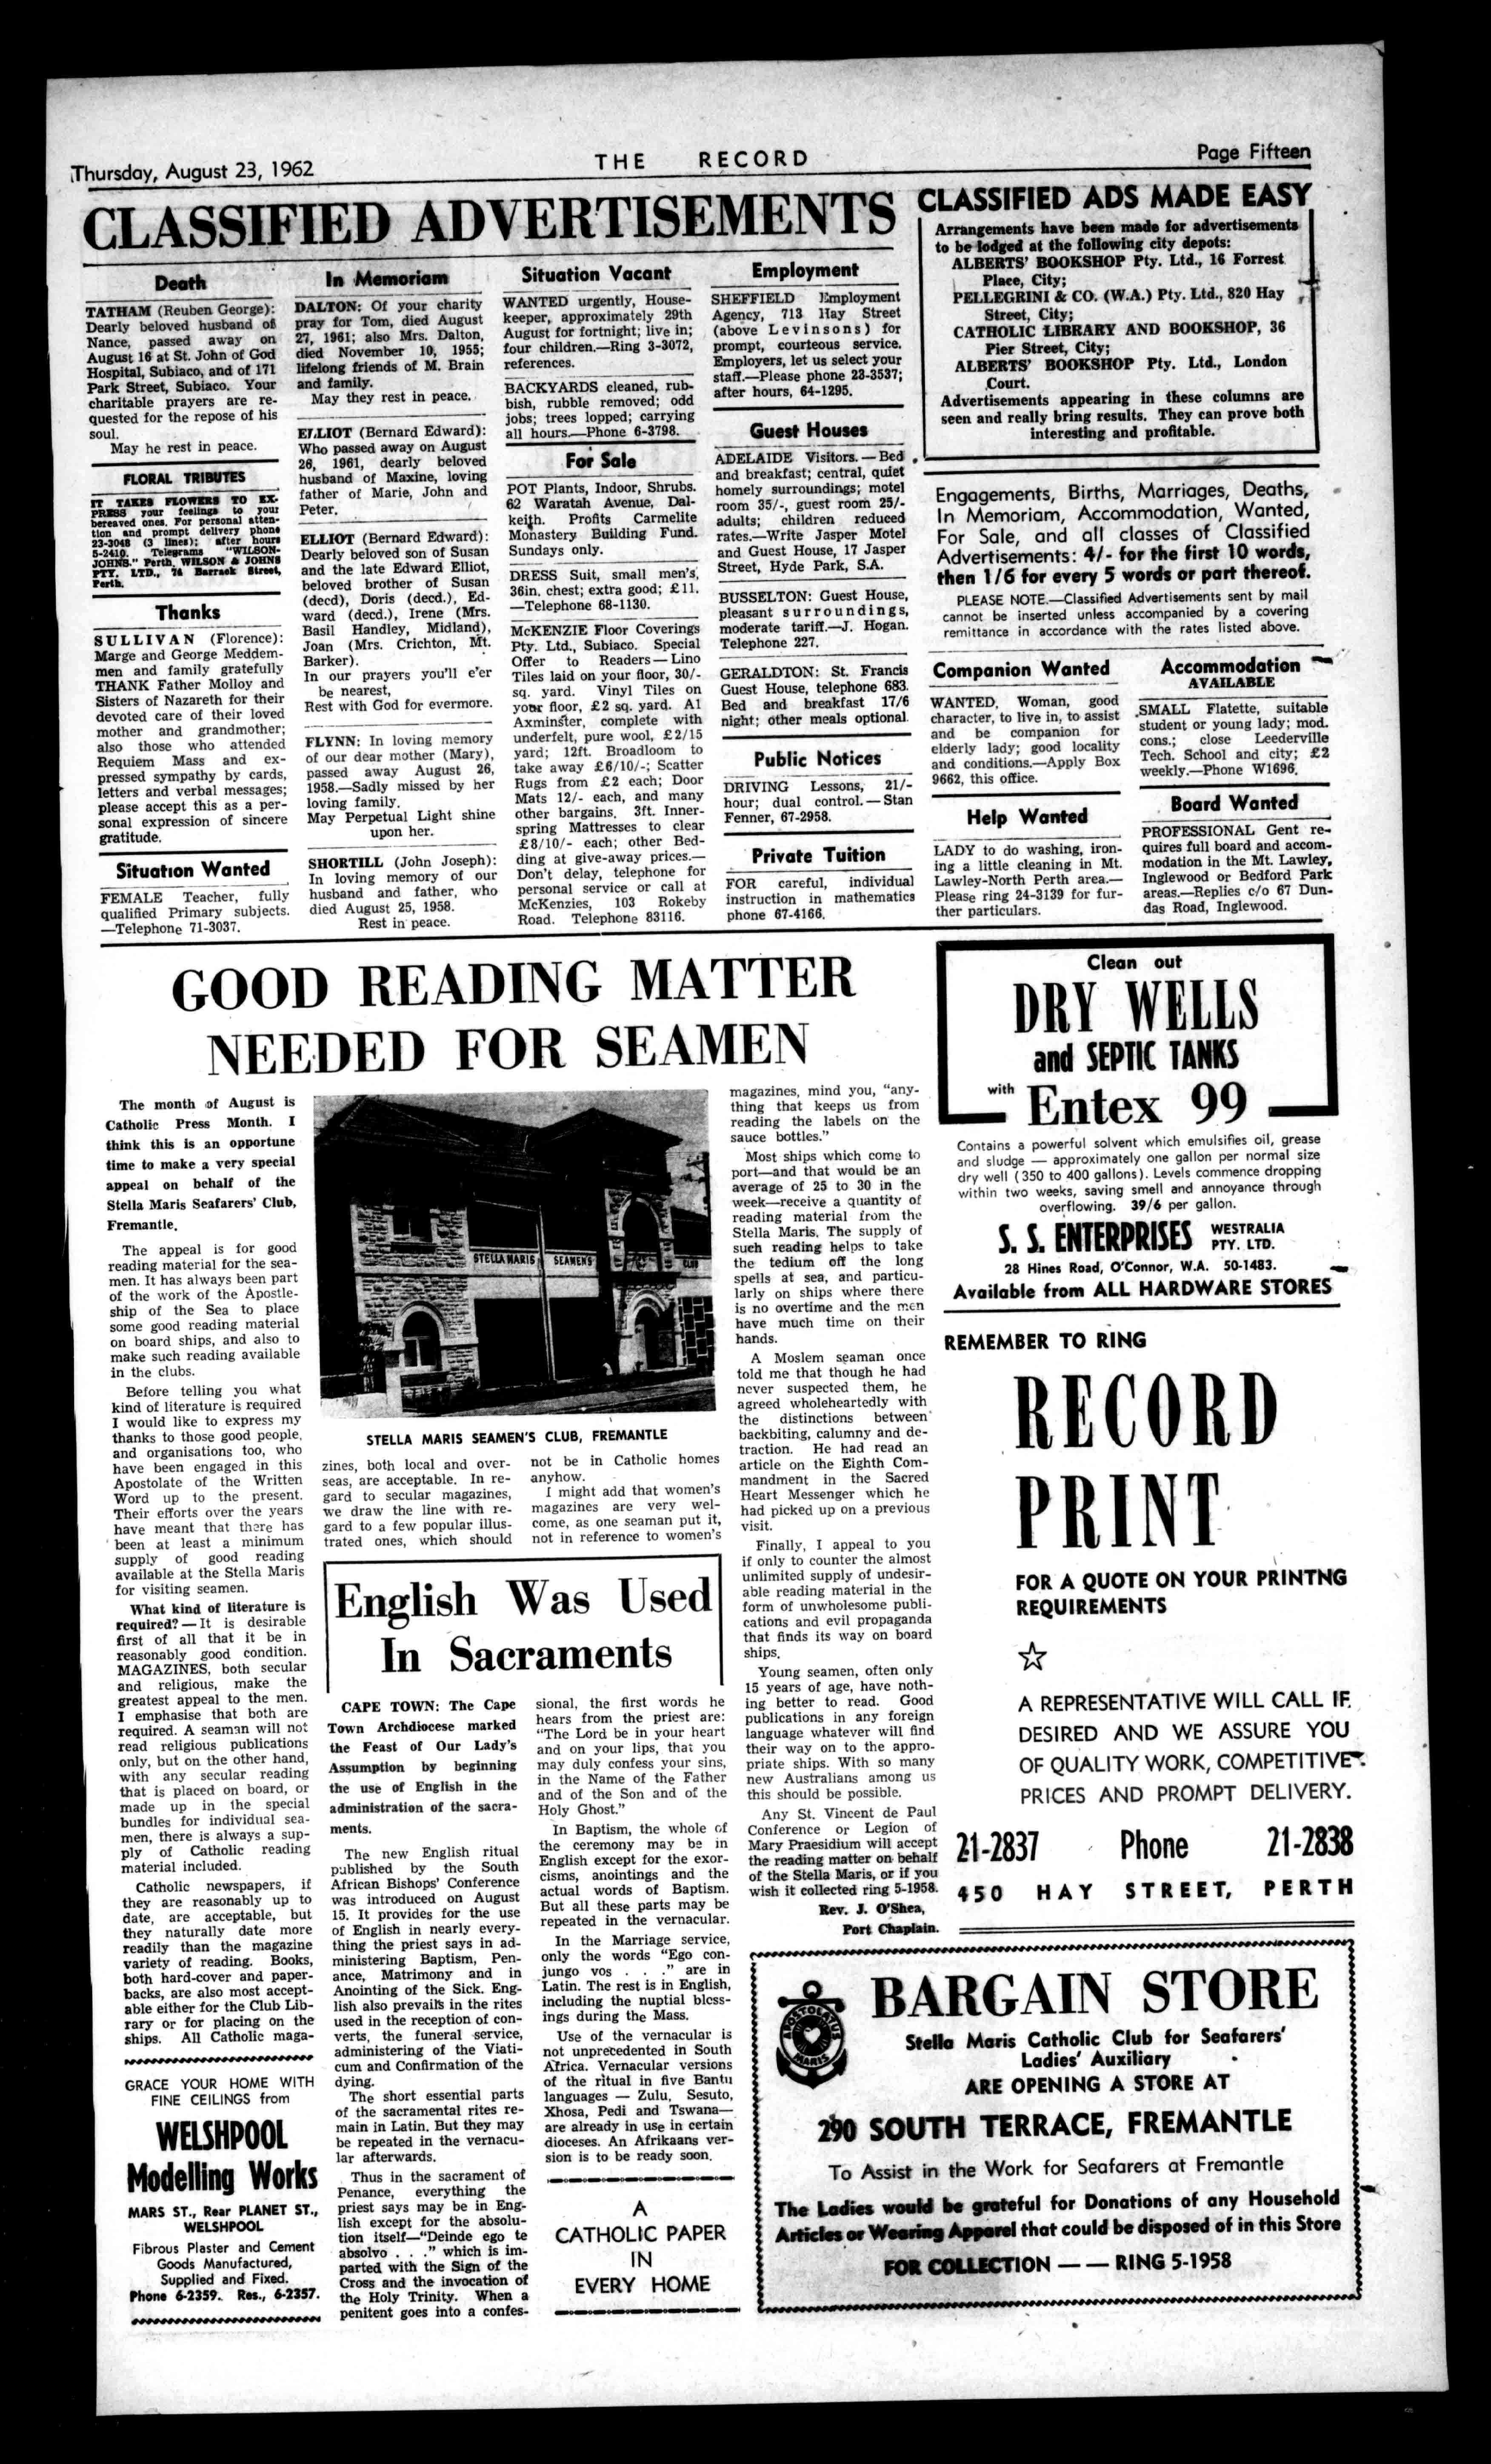 Thursday, August 23, 1962
THE RECORD
Page Fifteen
CLASSIFIED ADVERTISEMENTS
Death
TATHAM (Reuben George):
Dearly beloved husband of
Nance, passed away on
August 16 at St. John of God
Hospital, Subiaco, and of 171
Park Street, Subiaco. Your
charitable prayers are re-
quested for the repose of his
soul.
May he rest in peace.
FLORAL TRIBUTES
IT TAKES FLOWERS TO EX-
PRESS your feelings to your
bereaved ones. For personal atten-
tion and prompt delivery phone
23-3048 (3 lines); after hours
5-2410. Telegrams "WILSON-
JOHNS." Perth. WILSON & JOHNS
PTY. LTD., 74 Barrack Street,
Perth.
Thanks
SULLIVAN (Florence):
Marge and George Meddem-
men and family gratefully
THANK Father Molloy and
Sisters of Nazareth for their
devoted care of their loved
mother and grandmother;
also those who attended
Requiem Mass and ex-
pressed sympathy by cards,
letters and verbal messages;
please accept this as a per-
sonal expression of sincere
gratitude.
Situation Wanted
FEMALE Teacher, fully
qualified Primary subjects.
—Telephone 71-3037.
In Memoriam
DALTON: Of your charity
pray for Tom, died August
27, 1961; also Mrs. Dalton,
died November 10, 1955;
lifelong friends of M. Brain
and family.
May they rest in peace.
ELLIOT (Bernard Edward):
Who passed away on August
26, 1961, dearly beloved
husband of Maxine, loving
father of Marie, John and
Peter.
ELLIOT (Bernard Edward):
Dearly beloved son of Susan
and the late Edward Elliot,
beloved brother of Susan
(decd), Doris (decd.), Ed-
ward (decd.), Irene (Mrs.
Basil Handley, Midland),
Joan (Mrs. Crichton, Mt.
Barker).
In our prayers you'll e'er
be nearest,
Rest with God for evermore.
FLYNN: In loving memory
of our dear mother (Mary),
passed away August 26,
1958.—Sadly missed by her
loving family.
May Perpetual Light shine
upon her.
SHORTILL (John Joseph):
In loving memory of our
husband and father, who
died August 25, 1958.
Rest in peace.
Situation Vacant
WANTED urgently, House-
keeper, approximately 29th
August for fortnight; live in;
four children.—Ring 3-3072,
references.
BACKYARDS cleaned, rub-
bish, rubble removed; odd
jobs; trees lopped; carrying
all hours.—Phone 6-3798.
For Sale
POT Plants, Indoor, Shrubs.
62 Waratah Avenue, Dal-
keith. Profits Carmelite
Monastery Building Fund.
Sundays only.
DRESS Suit, small men's,
36in. chest; extra good; £11.
—Telephone 68-1130.
McKENZIE Floor Coverings
Pty. Ltd., Subiaco. Special
Offer to Readers—Lino
Tiles laid on your floor, 30/-
sq. yard. Vinyl Tiles on
your floor, £2 sq. yard. A1
Axminster, complete with
underfelt, pure wool, £2/15
yard; 12ft. Broadloom to
take away £6/10/-; Scatter
Rugs from £2 each; Door
Mats 12/- each, and many
other bargains. 3ft. Inner-
spring Mattresses to clear
£8/10/- each; other Bed-
ding at give-away prices.—
Don't delay, telephone for
personal service or call at
McKenzies, 103 Rokeby
Road. Telephone 83116.
Employment
SHEFFIELD Employment
Agency, 713 Hay Street
(above Levinsons) for
prompt, courteous service.
Employers, let us select your
staff.—Please phone 23-3537;
after hours, 64-1295.
Guest Houses
ADELAIDE Visitors. — Bed
and breakfast; central, quiet
homely surroundings; motel
room 35/-, guest room 25/-
adults; children reduced
rates.—Write Jasper Motel
and Guest House, 17 Jasper
Street, Hyde Park, S.A.
BUSSELTON: Guest House,
pleasant surroundings,
moderate tariff.—J. Hogan.
Telephone 227.
GERALDTON: St. Francis
Guest House, telephone 683.
Bed and breakfast 17/6
night; other meals optional.
Public Notices
DRIVING Lessons, 21/-
hour; dual control. — Stan
Fenner, 67-2958.
Private Tuition
FOR careful, individual
instruction in mathematics
phone 67-4166.
CLASSIFIED ADS MADE EASY
Arrangements have been made for advertisements
to be lodged at the following city depots:
ALBERTS' BOOKSHOP Pty. Ltd., 16 Forrest
Place, City;
PELLEGRINI & CO. (W.A.) Pty. Ltd., 820 Hay
Street, City;
CATHOLIC LIBRARY AND BOOKSHOP, 36
Pier Street, City;
ALBERTS' BOOKSHOP Pty. Ltd., London
Court.
Advertisements appearing in these columns are
seen and really bring results. They can prove both
interesting and profitable.
Engagements, Births, Marriages, Deaths,
In Memoriam, Accommodation, Wanted,
For Sale, and all classes of Classified
Advertisements: 4/- for the first 10 words,
then 1/6 for every 5 words or part thereof.
PLEASE NOTE.—Classified Advertisements sent by mail
cannot be inserted unless accompanied by a covering
remittance in accordance with the rates listed above.
Companion Wanted
WANTED, Woman, good
character, to live in, to assist
and be companion for
elderly lady; good locality
and conditions.—Apply Box
9662, this office.
Help Wanted
LADY to do washing, iron-
ing a little cleaning in Mt.
Lawley-North Perth area.—
Please ring 24-3139 for fur-
ther particulars.
Accommodation
AVAILABLE
SMALL Flatette, suitable
student or young lady; mod.
cons.; close Leederville
Tech. School and city; £2
weekly.—Phone W1696.
Board Wanted
PROFESSIONAL Gent re-
quires full board and accom-
modation in the Mt. Lawley,
Inglewood or Bedford Park
areas.—Replies c/o 67 Dun-
das Road, Inglewood.
GOOD READING MATTER
NEEDED FOR SEAMEN
The month of August is
Catholic Press Month. I
think this is an opportune
time to make a very special
appeal on behalf of the
Stella Maris Seafarers' Club,
Fremantle.
The appeal is for good
reading material for the sea-
men. It has always been part
of the work of the Apostle-
ship of the Sea to place
some good reading material
on board ships, and also to
make such reading available
in the clubs.
Before telling you what
kind of literature is required
I would like to express my
thanks to those good people,
and organisations too, who
have been engaged in this
Apostolate of the Written
Word up to the present.
Their efforts over the years
have meant that there has
been at least a minimum
supply of good reading
available at the Stella Maris
for visiting seamen.
What kind of literature is
required? — It is desirable
first of all that it be in
reasonably good condition.
MAGAZINES, both secular
and religious, make the
greatest appeal to the men.
I emphasise that both are
required. A seaman will not
read religious publications
only, but on the other hand,
with any secular reading
that is placed on board, or
made up in the special
bundles for individual sea-
men, there is always a sup-
ply of Catholic reading
material included.
Catholic newspapers, if
they are reasonably up to
date, are acceptable, but
they naturally date more
readily than the magazine
variety of reading. Books,
both hard-cover and paper-
backs, are also most accept-
able either for the Club Lib-
rary or for placing on the
ships. All Catholic maga-
STELLA MARIS SEAMEN'S CLUB
STELLA MARIS SEAMEN'S CLUB, FREMANTLE
zines, both local and over-
seas, are acceptable. In re-
gard to secular magazines,
we draw the line with re-
gard to a few popular illus-
trated ones, which should
not be in Catholic homes
anyhow.
I might add that women's
magazines are very wel-
come, as one seaman put it,
not in reference to women's
magazines, mind you, "any-
thing that keeps us from
reading the labels on the
sauce bottles."
Most ships which come to
port—and that would be an
average of 25 to 30 in the
week—receive a quantity of
reading material from the
Stella Maris. The supply of
such reading helps to take
the tedium off the long
spells at sea, and particu-
larly on ships where there
is no overtime and the men
have much time on their
hands.
A Moslem seaman once
told me that though he had
never suspected them, he
agreed wholeheartedly with
the distinctions between
backbiting, calumny and de-
traction. He had read an
article on the Eighth Com-
mandment in the Sacred
Heart Messenger which he
had picked up on a previous
visit.
Finally, I appeal to you
if only to counter the almost
unlimited supply of undesir-
able reading material in the
form of unwholesome publi-
cations and evil propaganda
that finds its way on board
ships.
Young seamen, often only
15 years of age, have noth-
ing better to read. Good
publications in any foreign
language whatever will find
their way on to the appro-
priate ships. With so many
new Australians among us
this should be possible.
Any St. Vincent de Paul
Conference or Legion of
Mary Praesidium will accept
the reading matter on behalf
of the Stella Maris, or if you
wish it collected ring 5-1958.
Rev. J. O'Shea,
Port Chaplain.
English Was Used
In Sacraments
CAPE TOWN: The Cape
Town Archdiocese marked
the Feast of Our Lady's
Assumption by beginning
the use of English in the
administration of the sacra-
ments.
The new English ritual
published by the South
African Bishops' Conference
was introduced on August
15. It provides for the use
of English in nearly every-
thing the priest says in ad-
ministering Baptism, Pen-
ance, Matrimony and in
Anointing of the Sick. Eng-
lish also prevails in the rites
used in the reception of con-
verts, the funeral service,
administering of the Viati-
cum and Confirmation of the
dying.
The short essential parts
of the sacramental rites re-
main in Latin. But they may
be repeated in the vernacu-
lar afterwards.
Thus in the sacrament of
Penance, everything the
priest says may be in Eng-
lish except for the absolu-
tion itself—"Deinde ego te
absolvo . . ." which is im-
parted with the Sign of the
Cross and the invocation of
the Holy Trinity. When a
penitent goes into a confes-
sional, the first words he
hears from the priest are:
"The Lord be in your heart
and on your lips, that you
may duly confess your sins,
in the Name of the Father
and of the Son and of the
Holy Ghost."
In Baptism, the whole of
the ceremony may be in
English except for the exor-
cisms, anointings and the
actual words of Baptism.
But all these parts may be
repeated in the vernacular.
In the Marriage service,
only the words "Ego con-
jungo vos . . ." are in
Latin. The rest is in English,
including the nuptial bless-
ings during the Mass.
Use of the vernacular is
not unprecedented in South
Africa. Vernacular versions
of the ritual in five Bantu
languages — Zulu, Sesuto,
Xhosa, Pedi and Tswana—
are already in use in certain
dioceses. An Afrikaans ver-
sion is to be ready soon.
GRACE YOUR HOME WITH
FINE CEILINGS from
WELSHPOOL
Modelling Works
MARS ST., Rear PLANET ST.,
WELSHPOOL
Fibrous Plaster and Cement
Goods Manufactured,
Supplied and Fixed.
Phone 6-2359. Res., 6-2357.
A
CATHOLIC PAPER
IN
EVERY HOME
Clean out
DRY WELLS
and SEPTIC TANKS
with Entex 99
Contains a powerful solvent which emulsifies oil, grease
and sludge — approximately one gallon per normal size
dry well (350 to 400 gallons). Levels commence dropping
within two weeks, saving smell and annoyance through
overflowing. 39/6 per gallon.
S. S. ENTERPRISES WESTRALIA
PTY. LTD.
28 Hines Road, O'Connor, W.A. 50-1483.
Available from ALL HARDWARE STORES
REMEMBER TO RING
RECORD
PRINT
FOR A QUOTE ON YOUR PRINTNG
REQUIREMENTS
A REPRESENTATIVE WILL CALL IF
DESIRED AND WE ASSURE YOU
OF QUALITY WORK, COMPETITIVE
PRICES AND PROMPT DELIVERY.
21-2837 Phone 21-2838
450 HAY STREET, PERTH
APOSTOLATUS
MARIS
BARGAIN STORE
Stella Maris Catholic Club for Seafarers'
Ladies' Auxiliary
ARE OPENING A STORE AT
290 SOUTH TERRACE, FREMANTLE
To Assist in the Work for Seafarers at Fremantle
The Ladies would be grateful for Donations of any Household
Articles or Wearing Apparel that could be disposed of in this Store
FOR COLLECTION — — RING 5-1958